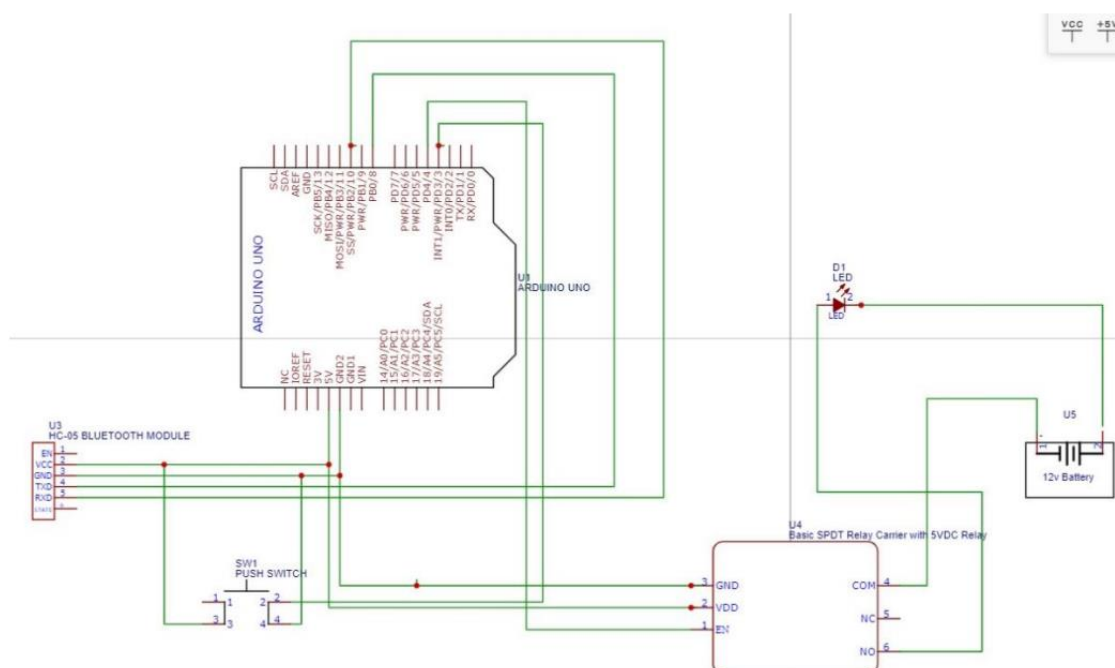 VCC +5V
SCL
SDA
AREF
GND
SCK/PB5/13
MISO/PB4/12
MOSI/PWR/PB3/11
SS/PWR/PB2/10
PWR/PB1/9
PB0/8
PD7/7
PWR/PD6/6
PWR/PD5/5
PD4/4
INT1/PWR/PD3/3
INT0/PD2/2
TX/PD1/1
RX/PD0/0
ARDUINO UNO
U1
ARDUINO UNO
NC
IOREF
RESET
3V
5V
GND2
GND1
VIN
14/A0/PC0
15/A1/PC1
16/A2/PC2
17/A3/PC3
18/A4/PC4/SDA
19/A5/PC5/SCL
D1
LED
1 2
LED
U3
HC-05 BLUETOOTH MODULE
EN 1
VCC 2
GND 3
TXD 4
RXD 5
U5
1 2
12v Battery
SW1
PUSH SWITCH
1 1 2 2
3 3 4 4
U4
Basic SPDT Relay Carrier with 5VDC Relay
3 GND COM 4
2 VDD NC 5
1 EN NO 6